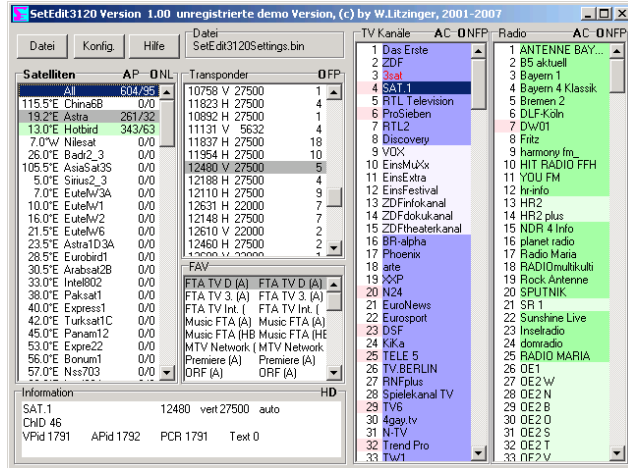 SetEdit3120 Version 1.00 unregistrierte demo Version, (c) by W.Litzinger, 2001-2007
Datei Konfig. Hilfe
Datei
SetEdit3120Settings.bin
Satelliten AP ONL
All 604/95
115.5°E China6B 0/0
19.2°E Astra 261/32
13.0°E Hotbird 343/63
7.0°W Nilesat 0/0
26.0°E Badr2_3 0/0
105.5°E AsiaSat3S 0/0
5.0°E Sirius2_3 0/0
7.0°E EutelW3A 0/0
10.0°E EutelW1 0/0
16.0°E EutelW2 0/0
21.5°E EutelW6 0/0
23.5°E Astra1D3A 0/0
28.5°E Eurobird1 0/0
30.5°E Arabsat2B 0/0
33.0°E Intel802 0/0
38.0°E Paksat1 0/0
40.0°E Express1 0/0
42.0°E Turksat1C 0/0
45.0°E Panam12 0/0
53.0°E Expre22 0/0
56.0°E Bonum1 0/0
57.0°E Nss703 0/0
Transponder OFP
10758 V 27500 1
11823 H 27500 4
10892 H 27500 1
11131 V 5632 4
11837 H 27500 18
11954 H 27500 10
12480 V 27500 5
12188 H 27500 4
12110 H 27500 9
12631 H 22000 7
12148 H 27500 7
12610 V 22000 2
12460 H 27500 2
FAV
FTA TV D (A) FTA TV D (A)
FTA TV 3. (A) FTA TV 3. (A)
FTA TV Int. ( FTA TV Int. (
Music FTA (A) Music FTA (A)
Music FTA (HB Music FTA (HE
MTV Network ( MTV Network
Premiere (A) Premiere (A)
ORF (A) ORF (A)
Information HD
SAT.1 12480 vert 27500 auto
ChID 46
VPid 1791 APid 1792 PCR 1791 Text 0
TV Kanäle AC ONFP
1 Das Erste
2 ZDF
3 3sat
4 SAT.1
5 RTL Television
6 ProSieben
7 RTL2
8 Discovery
9 VOX
10 EinsMuXx
11 EinsExtra
12 EinsFestival
13 ZDFinfokanal
14 ZDFdokukanal
15 ZDFtheaterkanal
16 BR-alpha
17 Phoenix
18 arte
19 XXP
20 N24
21 EuroNews
22 Eurosport
23 DSF
24 KiKa
25 TELE 5
26 TV.BERLIN
27 RNFplus
28 Spielekanal TV
29 TV6
30 4gay.tv
31 N-TV
32 Trend Pro
33 TW1
Radio AC ONFP
1 ANTENNE BAY...
2 B5 aktuell
3 Bayern 1
4 Bayern 4 Klassik
5 Bremen 2
6 DLF-Köln
7 DW01
8 Fritz
9 harmony fm_
10 HIT RADIO FFH
11 YOU FM
12 hr-info
13 HR2
14 HR2 plus
15 NDR 4 Info
16 planet radio
17 Radio Maria
18 RADIOmultikulti
19 Rock Antenne
20 SPUTNIK
21 SR 1
22 Sunshine Live
23 Inselradio
24 domradio
25 RADIO MARIA
26 OE1
27 OE2 W
28 OE2 N
29 OE2 B
30 OE2 O
31 OE2 S
32 OE2 T
33 OE2 V